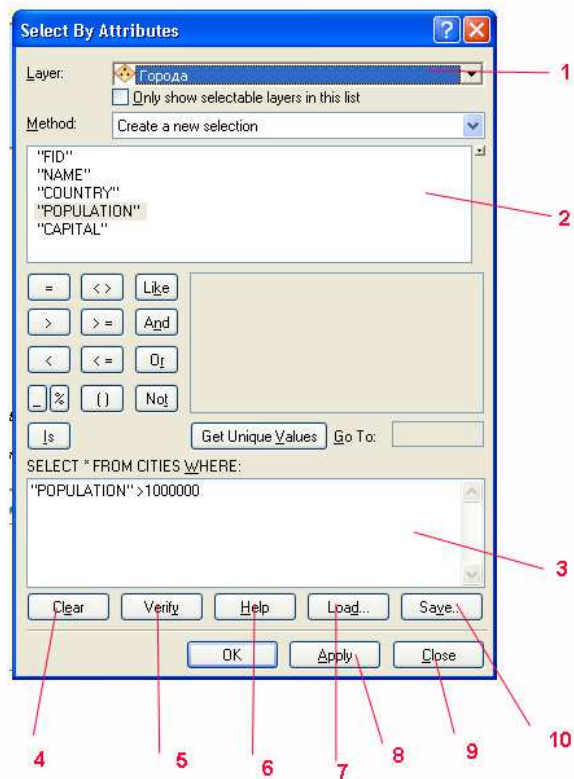 Select By Attributes
Layer: Города 1
Only show selectable layers in this list
Method: Create a new selection
"FID"
"NAME"
"COUNTRY" 2
"POPULATION"
"CAPITAL"
= < > Like
> > = And
< < = Or
_ % ( ) Not
Is Get Unique Values Go To:
SELECT * FROM CITIES WHERE:
"POPULATION" >1000000
3
Clear Verify Help Load... Save..
OK Apply Close
4 5 6 7 8 9 10